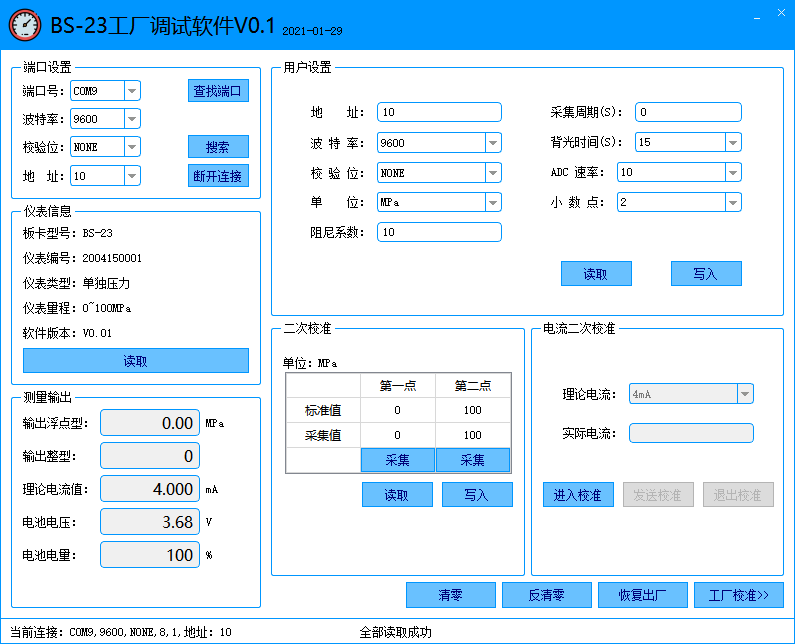 BS-23工厂调试软件V0.1 2021-01-29
端口设置
端口号: COM9 查找端口
波特率: 9600
校验位: NONE 搜索
地 址: 10 断开连接
仪表信息
板卡型号: BS-23
仪表编号: 2004150001
仪表类型: 单独压力
仪表量程: 0~100MPa
软件版本: V0.01
读取
测量输出
输出浮点型: 0.00 MPa
输出整型: 0
理论电流值: 4.000 mA
电池电压: 3.68 V
电池电量: 100 %
用户设置
地 址: 10 采集周期(S): 0
波 特 率: 9600 背光时间(S): 15
校 验 位: NONE ADC 速率: 10
单 位: MPa 小 数 点: 2
阻尼系数: 10
读取 写入
二次校准
单位: MPa
第一点 第二点
标准值 0 100
采集值 0 100
采集 采集
读取 写入
电流二次校准
理论电流: 4mA
实际电流:
进入校准 发送校准 退出校准
清零 反清零 恢复出厂 工厂校准>>
当前连接: COM9,9600,NONE,8,1,地址: 10 全部读取成功